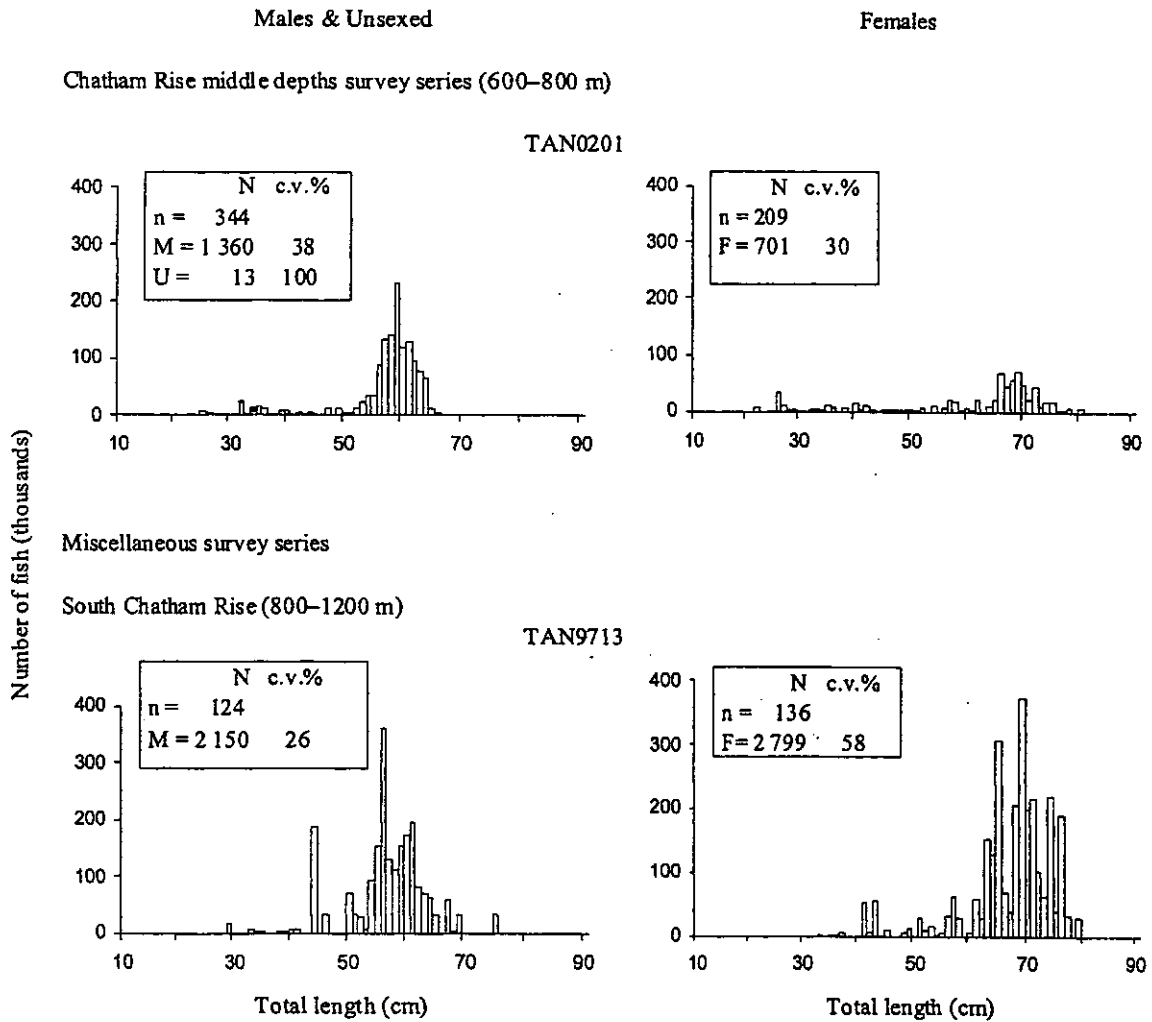 Males & Unsexed Females
Chatham Rise middle depths survey series (600–800 m)
TAN0201
N c.v.%
n = 344
M = 1 360 38
U = 13 100
400
300
200
100
0
10 30 50 70 90
N c.v.%
n = 209
F = 701 30
400
300
200
100
0
10 30 50 70 90
Number of fish (thousands)
Miscellaneous survey series
South Chatham Rise (800–1200 m)
TAN9713
N c.v.%
n = 124
M = 2 150 26
400
300
200
100
0
10 30 50 70 90
Total length (cm)
N c.v.%
n = 136
F= 2 799 58
400
300
200
100
0
10 30 50 70 90
Total length (cm)